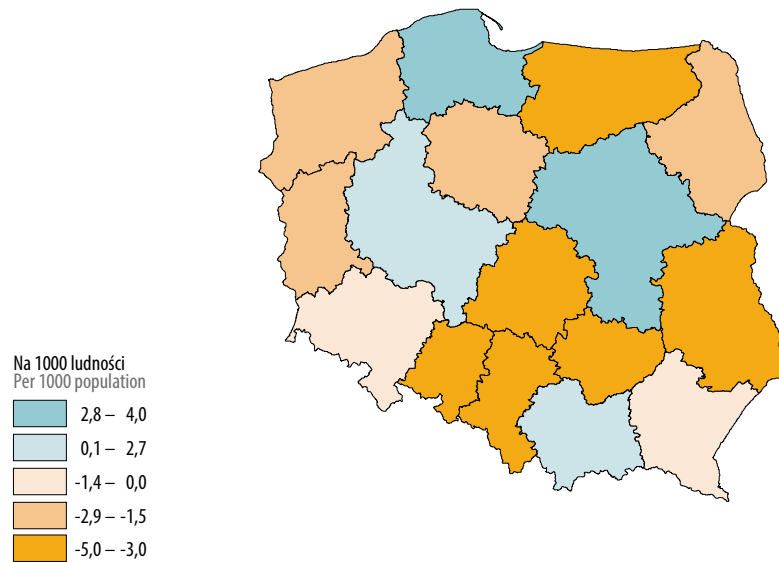 Na 1000 ludności
Per 1000 population
2,8 – 4,0
0,1 – 2,7
-1,4 – 0,0
-2,9 – -1,5
-5,0 – -3,0